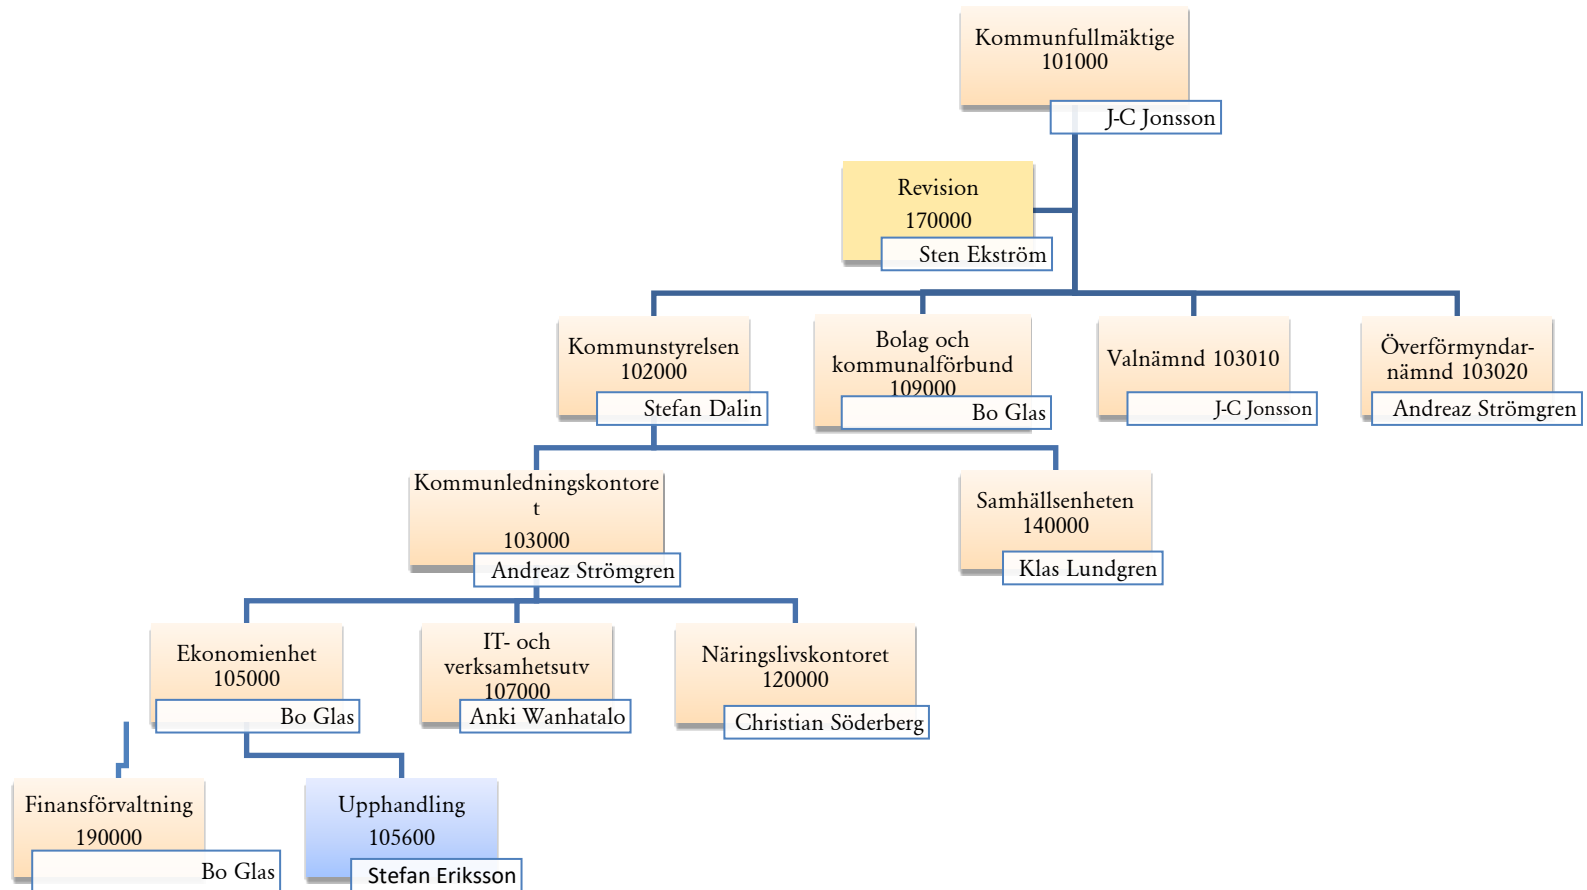 Kommunfullmäktige
101000
J-C Jonsson
Revision
170000
Sten Ekström
Kommunstyrelsen
102000
Stefan Dalin
Bolag och
kommunalförbund
109000
Bo Glas
Valnämnd 103010
J-C Jonsson
Överförmyndar-
nämnd 103020
Andreaz Strömgren
Kommunledningskontore
t
103000
Andreaz Strömgren
Samhällsenheten
140000
Klas Lundgren
Ekonomienhet
105000
Bo Glas
IT- och
verksamhetsutv
107000
Anki Wanhatalo
Näringslivskontoret
120000
Christian Söderberg
Finansförvaltning
190000
Bo Glas
Upphandling
105600
Stefan Eriksson